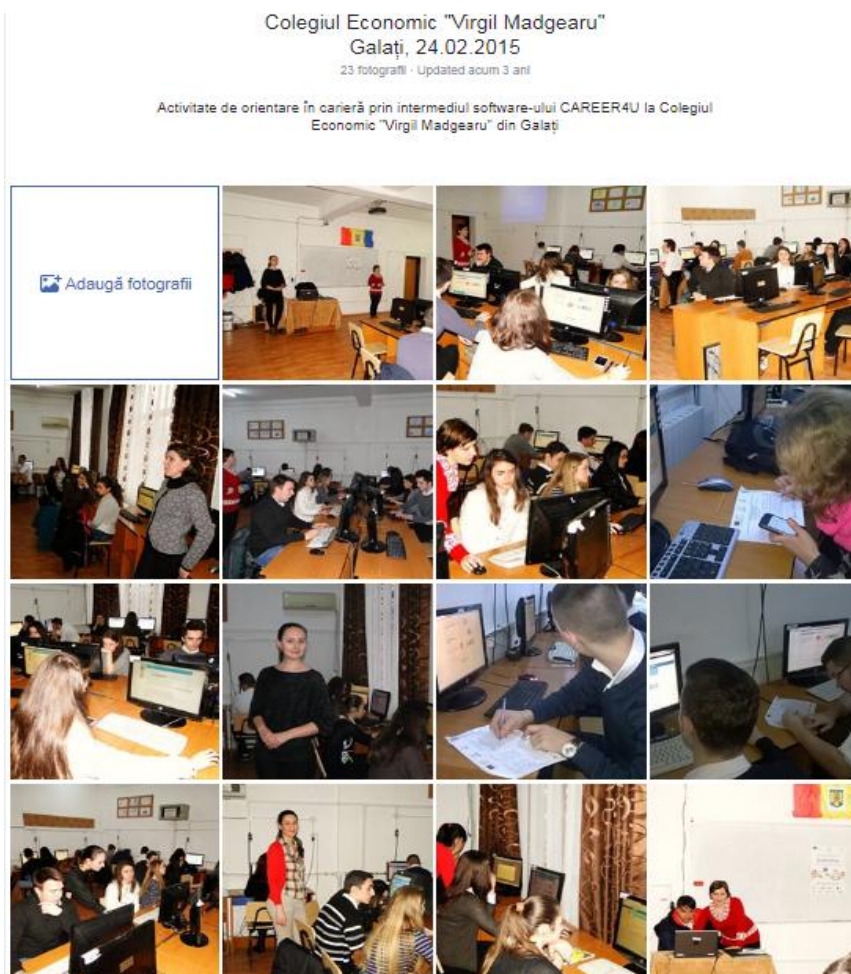 Colegiul Economic "Virgil Madgearu"
Galați, 24.02.2015
23 fotografii · Updated acum 3 ani
Activitate de orientare în carieră prin intermediul software-ului CAREER4U la Colegiul
Economic "Virgil Madgearu" din Galați
Adaugă fotografii